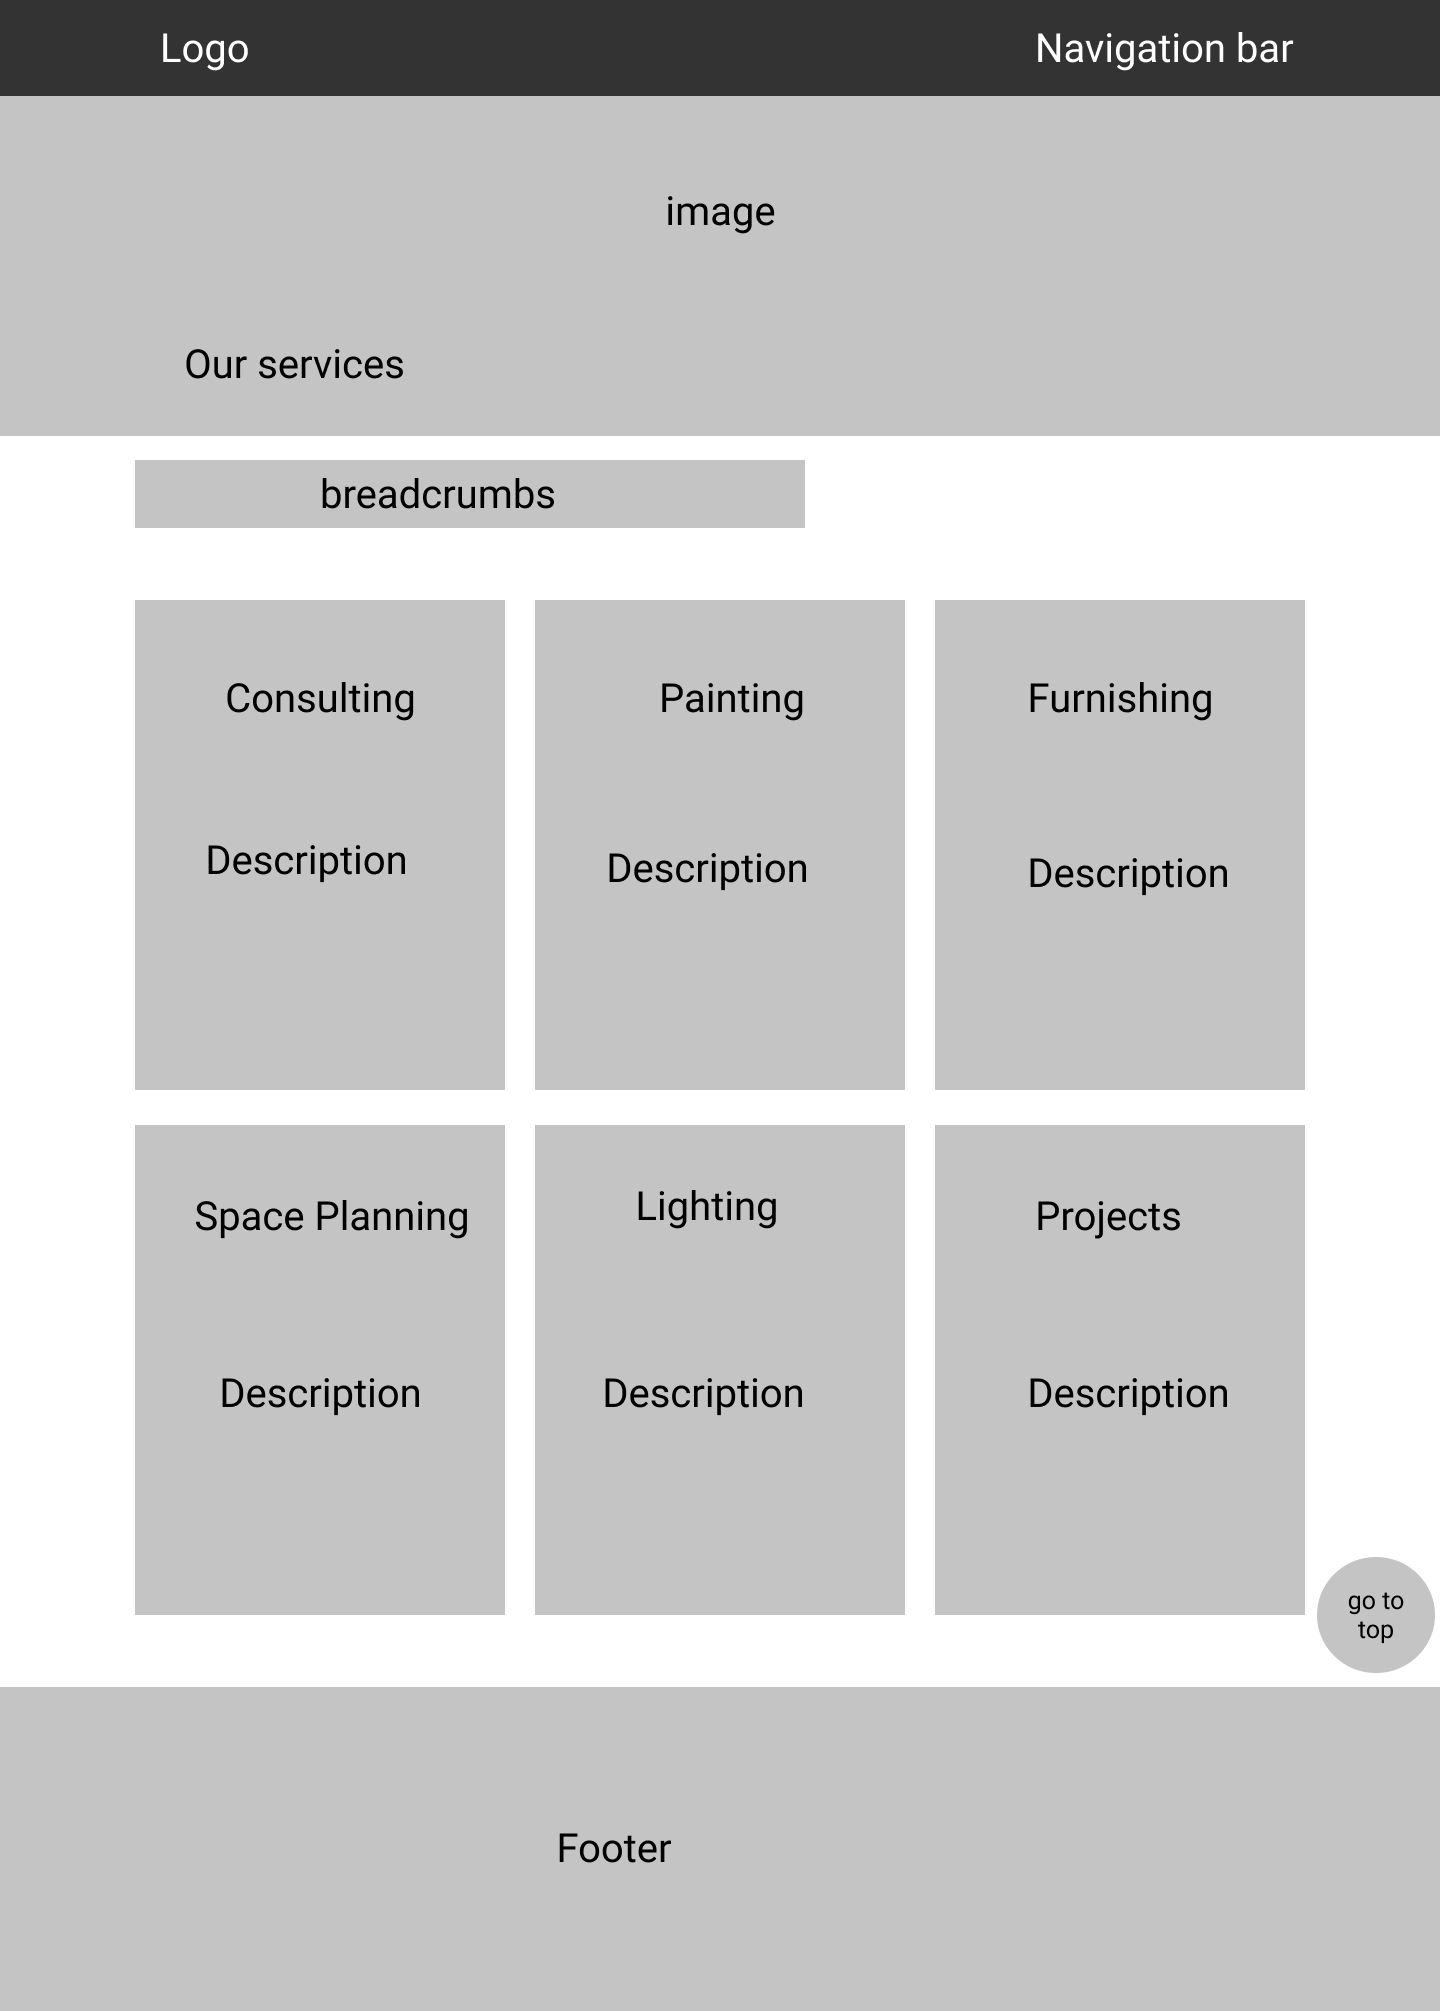 Logo
Navigation bar
image
Our services
breadcrumbs
Consulting
Painting
Furnishing
Description
Description
Description
Space Planning
Lighting
Projects
Description
Description
Description
go to
top
Footer